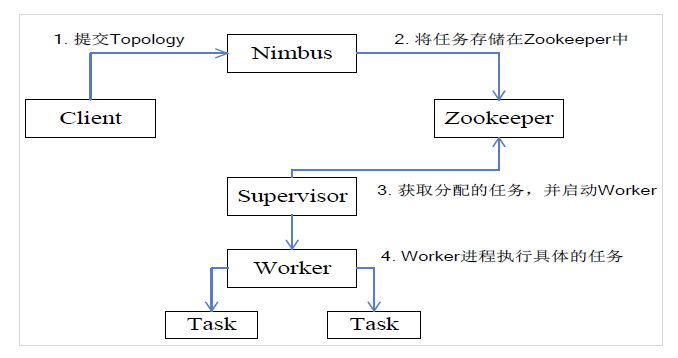 1. 提交Topology
Nimbus
2. 将任务存储在Zookeeper中
Client
Zookeeper
Supervisor
3. 获取分配的任务，并启动Worker
Worker
4. Worker进程执行具体的任务
Task
Task